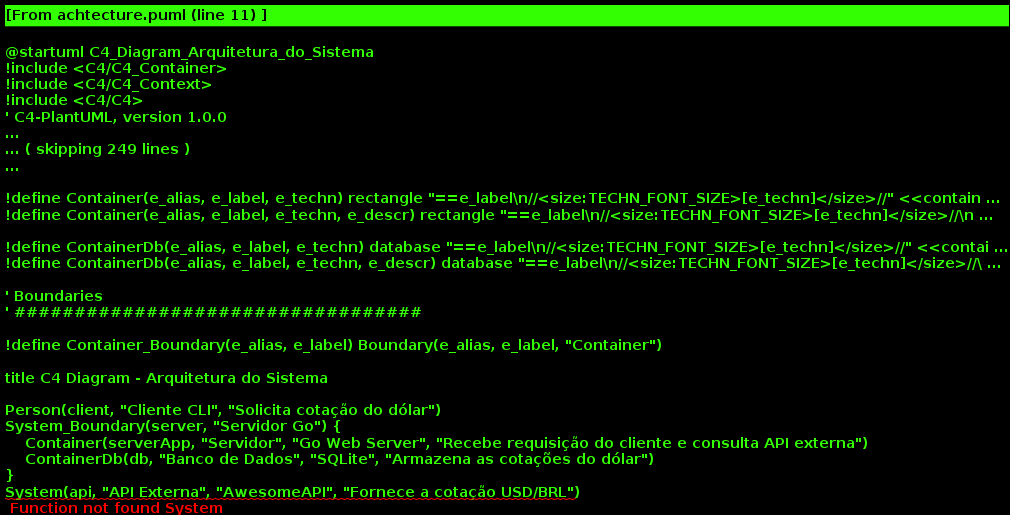 [From achtecture.puml (line 11) ]
@startuml C4_Diagram_Arquitetura_do_Sistema
!include <C4/C4_Container>
!include <C4/C4_Context>
!include <C4/C4>
' C4-PlantUML, version 1.0.0
...
... ( skipping 249 lines )
...
!define Container(e_alias, e_label, e_techn) rectangle "==e_label\n//<size:TECHN_FONT_SIZE>[e_techn]</size>//" <<contain ...
!define Container(e_alias, e_label, e_techn, e_descr) rectangle "==e_label\n//<size:TECHN_FONT_SIZE>[e_techn]</size>//\n ...
!define ContainerDb(e_alias, e_label, e_techn) database "==e_label\n//<size:TECHN_FONT_SIZE>[e_techn]</size>//" <<contai ...
!define ContainerDb(e_alias, e_label, e_techn, e_descr) database "==e_label\n//<size:TECHN_FONT_SIZE>[e_techn]</size>//\ ...
' Boundaries
' ##################################
!define Container_Boundary(e_alias, e_label) Boundary(e_alias, e_label, "Container")
title C4 Diagram - Arquitetura do Sistema
Person(client, "Cliente CLI", "Solicita cotação do dólar")
System_Boundary(server, "Servidor Go") {
    Container(serverApp, "Servidor", "Go Web Server", "Recebe requisição do cliente e consulta API externa")
    ContainerDb(db, "Banco de Dados", "SQLite", "Armazena as cotações do dólar")
}
System(api, "API Externa", "AwesomeAPI", "Fornece a cotação USD/BRL")
Function not found System